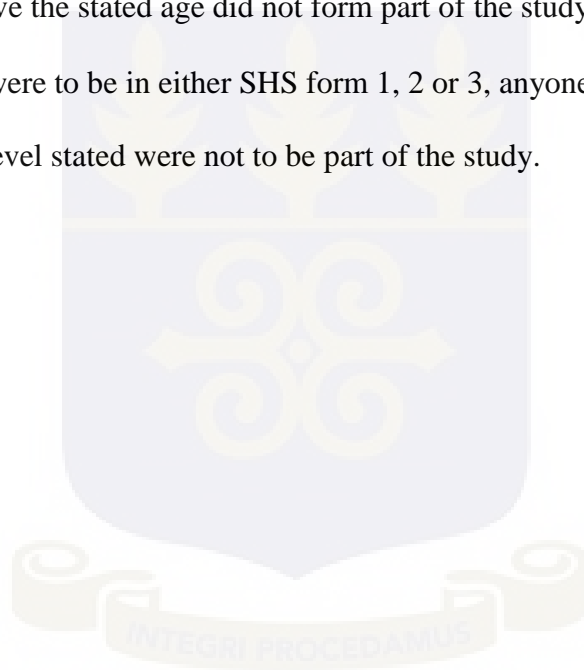 ve the stated age did not form part of the study
were to be in either SHS form 1, 2 or 3, anyone
evel stated were not to be part of the study.
INTEGRI PROCEDAMUS